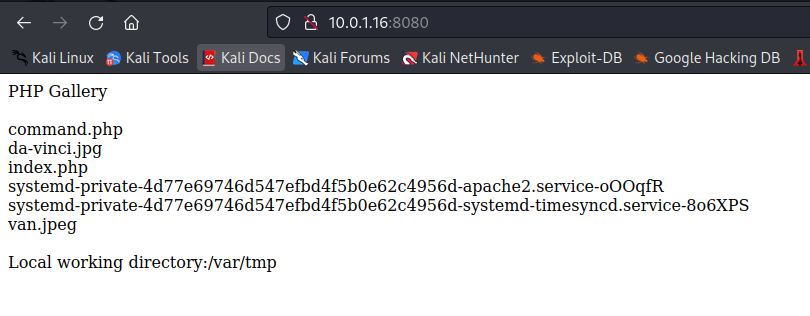 10.0.1.16:8080
Kali Linux Kali Tools Kali Docs Kali Forums Kali NetHunter Exploit-DB Google Hacking DB
PHP Gallery
command.php
da-vinci.jpg
index.php
systemd-private-4d77e69746d547efbd4f5b0e62c4956d-apache2.service-oOOqfR
systemd-private-4d77e69746d547efbd4f5b0e62c4956d-systemd-timesyncd.service-8o6XPS
van.jpeg
Local working directory:/var/tmp